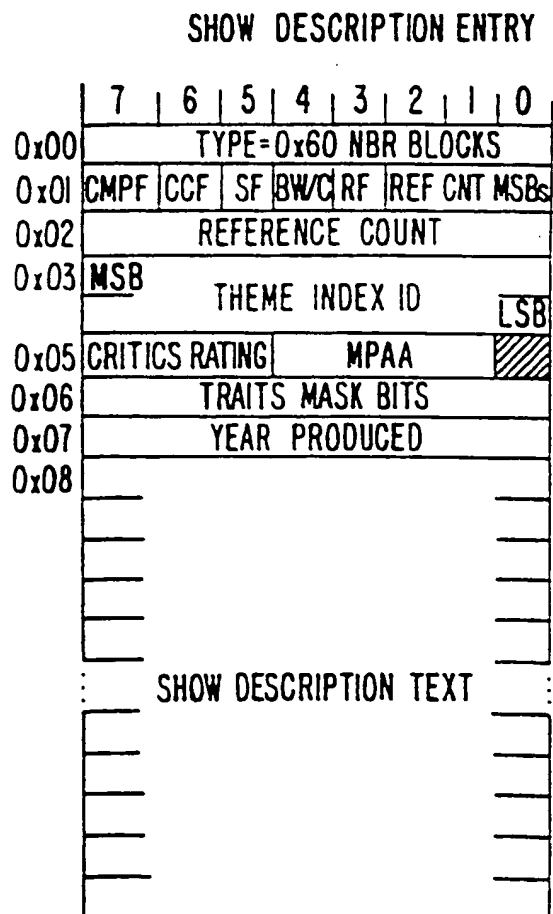 SHOW DESCRIPTION ENTRY
7 6 5 4 3 2 1 0
0x00 TYPE=0x60 NBR BLOCKS
0x01 CMPF CCF SF BW/C RF REF CNT MSBs
0x02 REFERENCE COUNT
0x03 MSB
THEME INDEX ID
LSB
0x05 CRITICS RATING MPAA
0x06 TRAITS MASK BITS
0x07 YEAR PRODUCED
0x08
SHOW DESCRIPTION TEXT